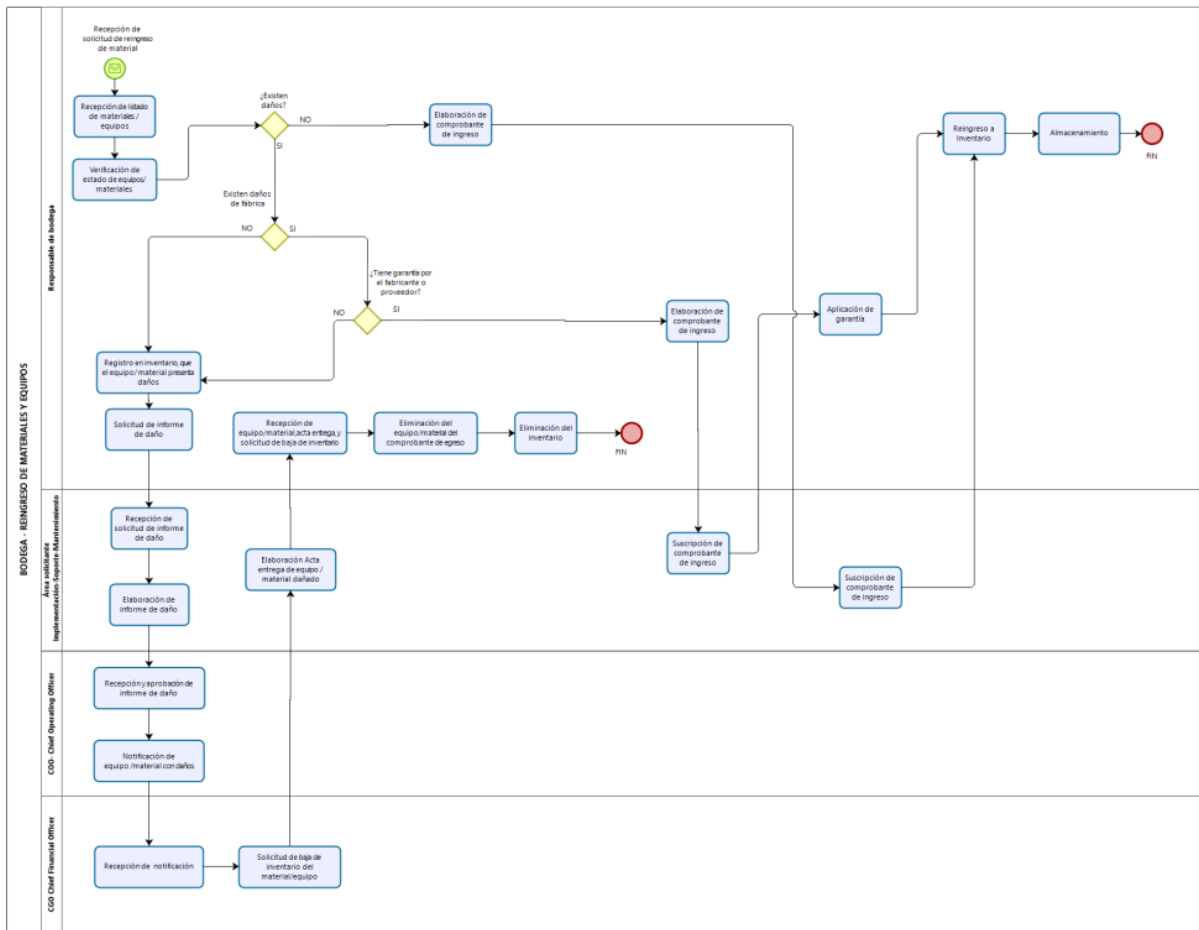 BODEGA - REINGRESO DE MATERIALES Y EQUIPOS
Responsable de bodega
Recepción de
solicitud de reingreso
de material
Recepción de listado
de materiales /
equipos
Verificación de
estado de equipos/
materiales
¿Existen
daños?
NO
SI
Elaboración de
comprobante
de ingreso
Reingreso a
Inventario
Almacenamiento
FIN
Existen daños
de fábrica
NO
SI
¿Tiene garantía por
el fabricante o
proveedor?
NO
SI
Elaboración de
comprobante
de ingreso
Aplicación de
garantía
Registro en inventario, que
el equipo/ material presenta
daños
Solicitud de informe
de daño
Recepción de
equipo/material,acta entrega,y
solicitud de baja de inventario
Eliminación del
equipo/material del
comprobante de egreso
Eliminación del
inventario
FIN
Área solicitante
Implementación-Soporte-Mantenimiento
Recepción de
solicitud de informe
de daño
Elaboración de
informe de daño
Elaboración Acta
entrega de equipo /
material dañado
Suscripción de
comprobante
de ingreso
Suscripción de
comprobante
de ingreso
COO- Chief Operating Officer
Recepción y aprobación de
informe de daño
Notificación de
equipo /material con daños
CGO Chief Financial Officer
Recepción de notificación
Solicitud de baja de
inventario del
material/equipo